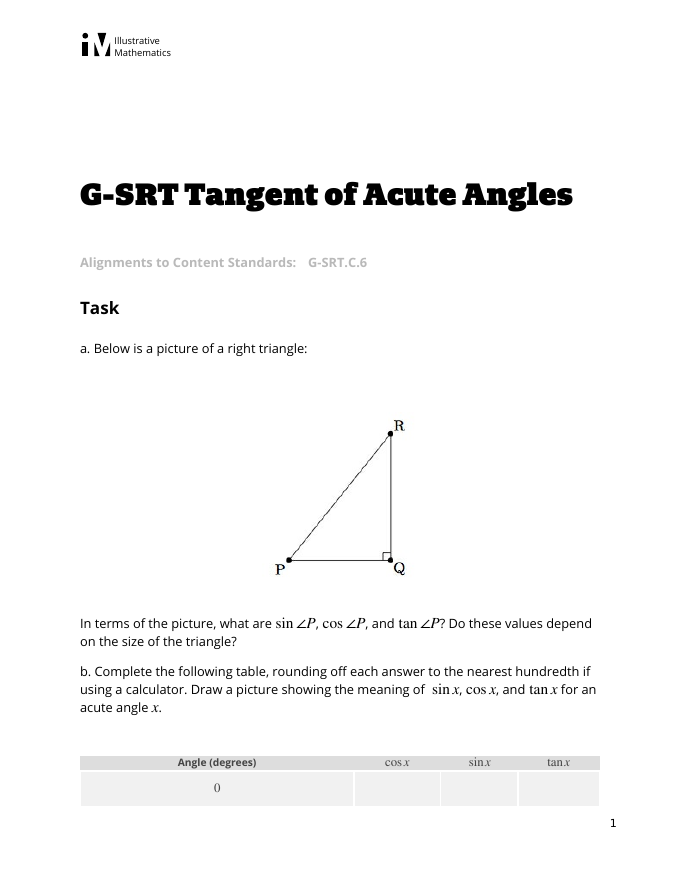 Illustrative
Mathematics
G-SRT Tangent of Acute Angles
Alignments to Content Standards: G-SRT.C.6
Task
a. Below is a picture of a right triangle:
R
P
Q
In terms of the picture, what are sin ∠P, cos ∠P, and tan ∠P? Do these values depend
on the size of the triangle?
b. Complete the following table, rounding off each answer to the nearest hundredth if
using a calculator. Draw a picture showing the meaning of sin x, cos x, and tan x for an
acute angle x.
Angle (degrees) cos x sin x tan x
0
1